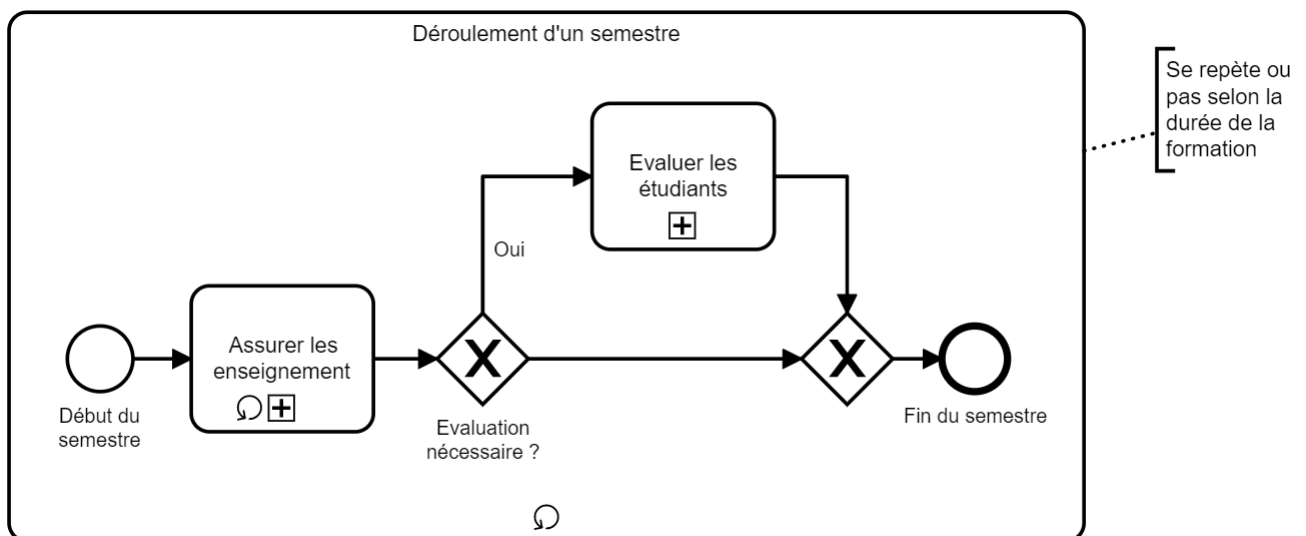 Déroulement d'un semestre
Se repète ou
pas selon la
durée de la
formation
Evaluer les
étudiants
Oui
Assurer les
enseignement
Début du
semestre
Evaluation
nécessaire ?
Fin du semestre